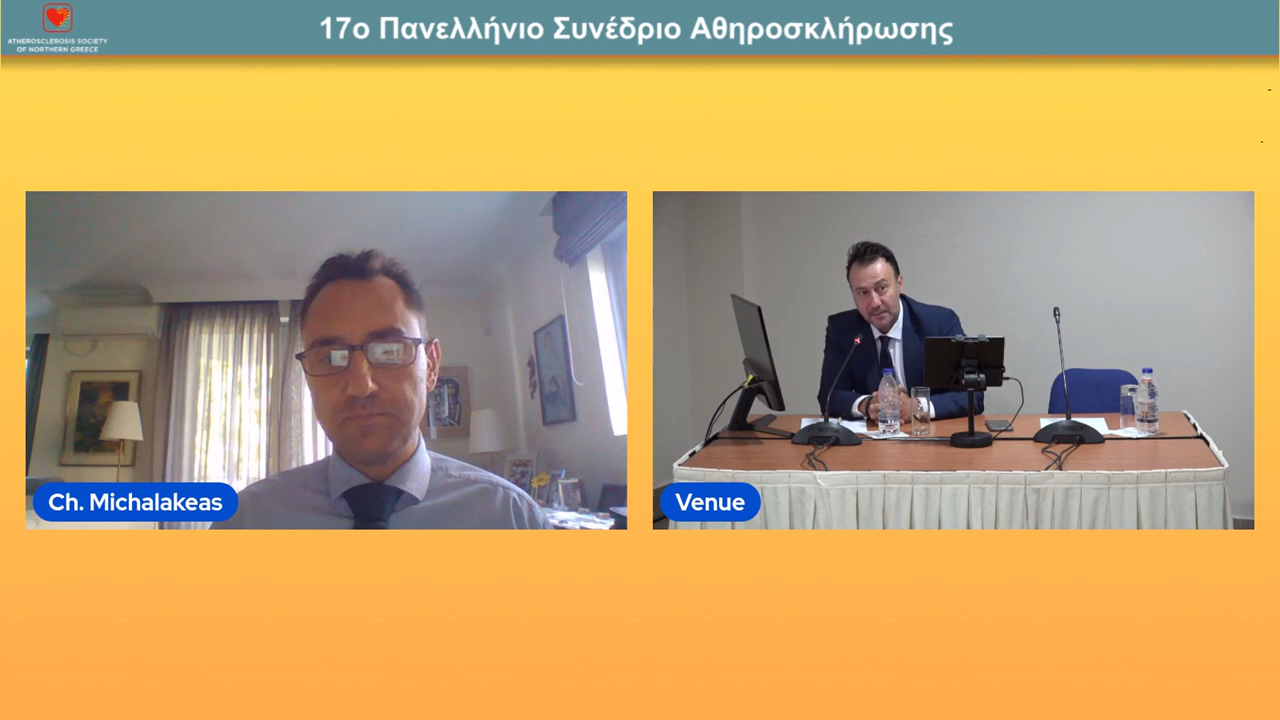 17ο Πανελλήνιο Συνέδριο Αθηροσκλήρωσης
ATHEROSCLEROSIS SOCIETY
OF NORTHERN GREECE
Ch. Michalakeas
Venue